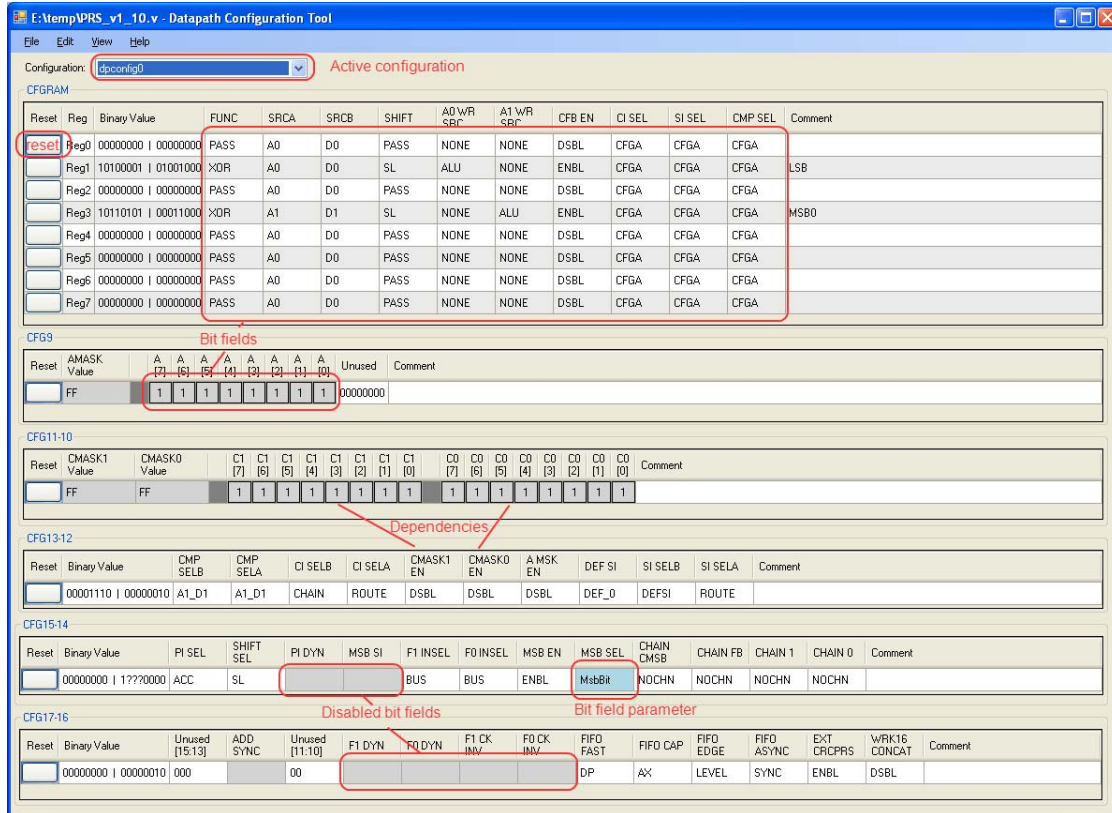 E:\temp\PRS_v1_10.v - Datapath Configuration Tool
File Edit View Help
Configuration: dpconfig0 Active configuration
CFGRAM
Reset Reg Binary Value FUNC SRCA SRCB SHIFT A0 WR SRC A1 WR SRC CFB EN CI SEL SI SEL CMP SEL Comment
reset Reg0 00000000 | 00000000 PASS A0 D0 PASS NONE NONE DSBL CFGA CFGA CFGA
Reg1 10100001 | 01001000 XOR A0 D0 SL ALU NONE ENBL CFGA CFGA CFGA LSB
Reg2 00000000 | 00000000 PASS A0 D0 PASS NONE NONE DSBL CFGA CFGA CFGA
Reg3 10110101 | 00011000 XOR A1 D1 SL NONE ALU ENBL CFGA CFGA CFGA MSB0
Reg4 00000000 | 00000000 PASS A0 D0 PASS NONE NONE DSBL CFGA CFGA CFGA
Reg5 00000000 | 00000000 PASS A0 D0 PASS NONE NONE DSBL CFGA CFGA CFGA
Reg6 00000000 | 00000000 PASS A0 D0 PASS NONE NONE DSBL CFGA CFGA CFGA
Reg7 00000000 | 00000000 PASS A0 D0 PASS NONE NONE DSBL CFGA CFGA CFGA
CFG9 Bit fields
Reset AMASK Value A [7] A [6] A [5] A [4] A [3] A [2] A [1] A [0] Unused Comment
FF 1 1 1 1 1 1 1 1 00000000
CFG11-10
Reset CMASK1 Value CMASK0 Value C1 [7] C1 [6] C1 [5] C1 [4] C1 [3] C1 [2] C1 [1] C1 [0] C0 [7] C0 [6] C0 [5] C0 [4] C0 [3] C0 [2] C0 [1] C0 [0] Comment
FF FF 1 1 1 1 1 1 1 1 1 1 1 1 1 1 1 1
Dependencies
CFG13-12
Reset Binary Value CMP SELB CMP SELA CI SELB CI SELA CMASK1 EN CMASK0 EN A MSK EN DEF SI SI SELB SI SELA Comment
00001110 | 00000010 A1_D1 A1_D1 CHAIN ROUTE DSBL DSBL DSBL DEF_0 DEFSI ROUTE
CFG15-14
Reset Binary Value PI SEL SHIFT SEL PI DYN MSB SI F1 INSEL F0 INSEL MSB EN MSB SEL CHAIN CMSB CHAIN FB CHAIN 1 CHAIN 0 Comment
00000000 | 1???0000 ACC SL BUS BUS ENBL MsbBit NOCHN NOCHN NOCHN NOCHN
Disabled bit fields Bit field parameter
CFG17-16
Reset Binary Value Unused [15:13] ADD SYNC Unused [11:10] F1 DYN F0 DYN F1 CK INV F0 CK INV FIFO FAST FIFO CAP FIFO EDGE FIFO ASYNC EXT CRCPRS WRK16 CONCAT Comment
00000000 | 00000010 000 00 DP AX LEVEL SYNC ENBL DSBL